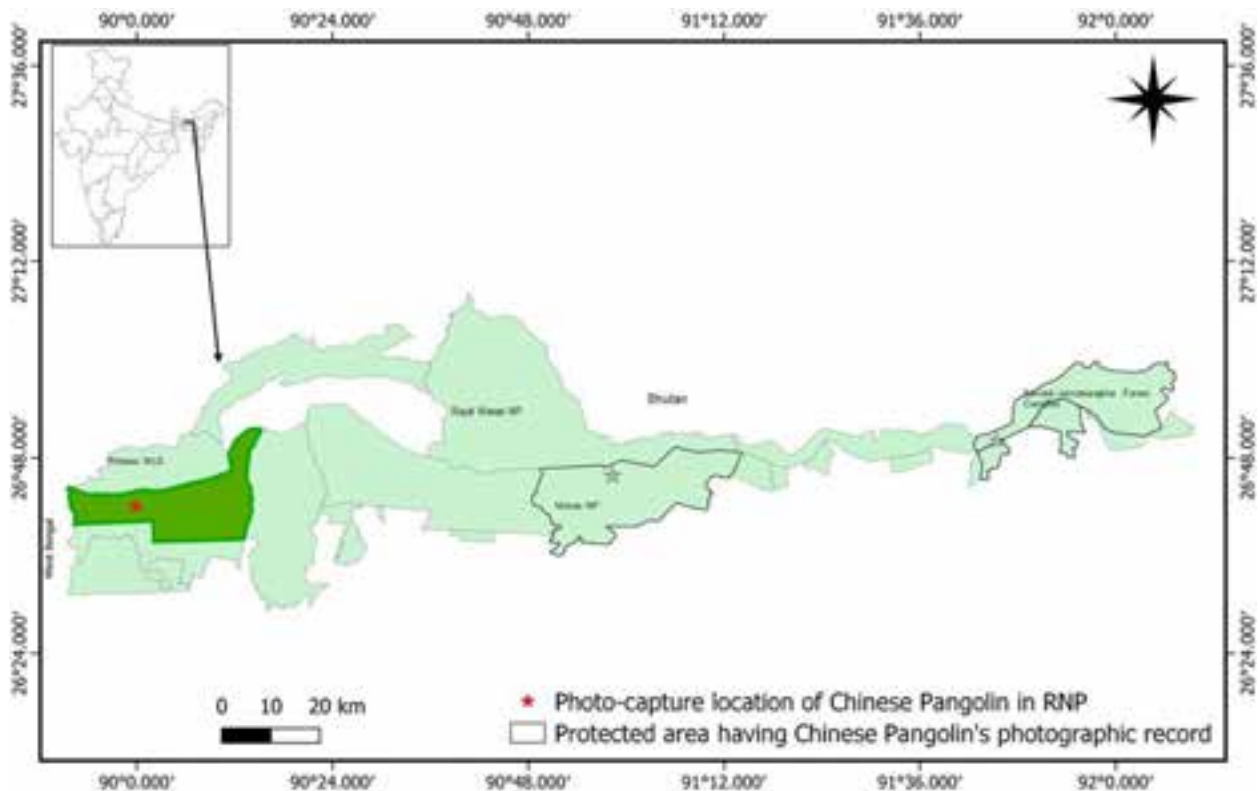 90°0.000' 90°24.000' 90°48.000' 91°12.000' 91°36.000' 92°0.000'
27°36.000' 27°36.000'
27°12.000' 27°12.000'
26°48.000' 26°48.000'
26°24.000' 26°24.000'
Bhutan
Royal Manas NP
Manas NP
West Bengal
0 10 20 km
Photo-capture location of Chinese Pangolin in RNP
Protected area having Chinese Pangolin's photographic record
90°0.000' 90°24.000' 90°48.000' 91°12.000' 91°36.000' 92°0.000'